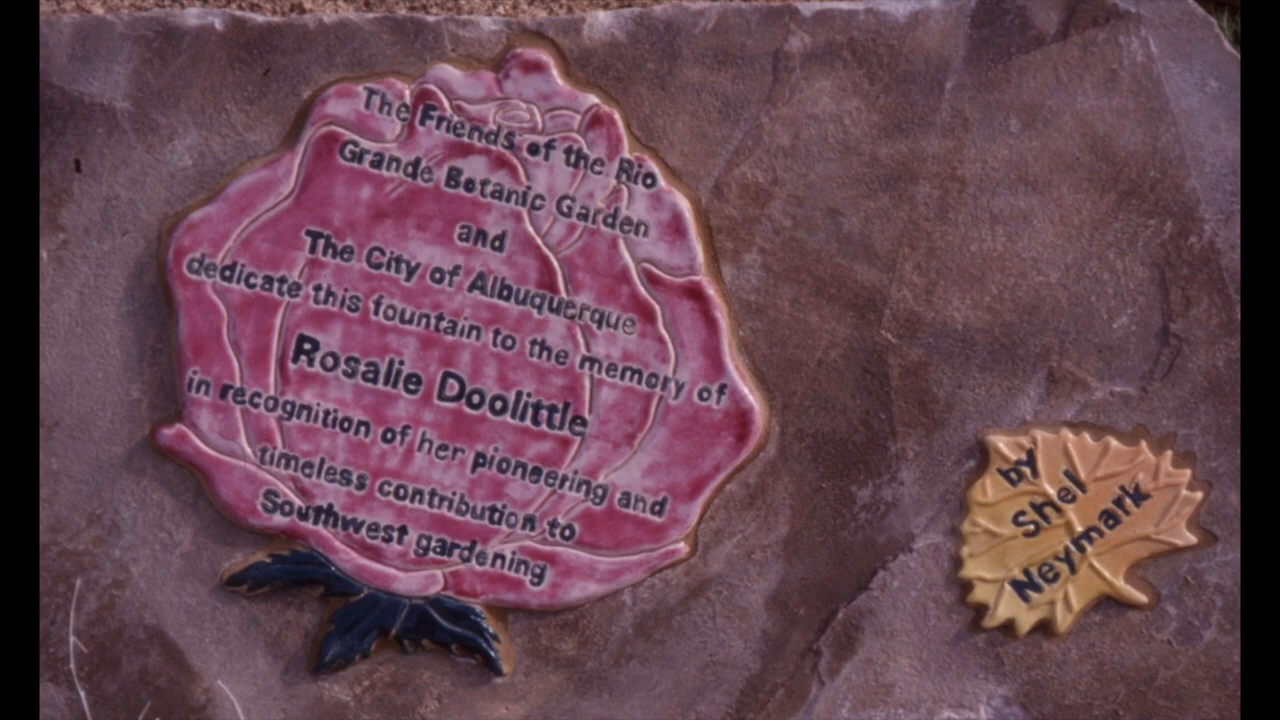 The Friends of the Rio
Grande Botanic Garden
and
The City of Albuquerque
dedicate this fountain to the memory of
Rosalie Doolittle
in recognition of her pioneering and
timeless contribution to
Southwest gardening
by
Shel
Neymark